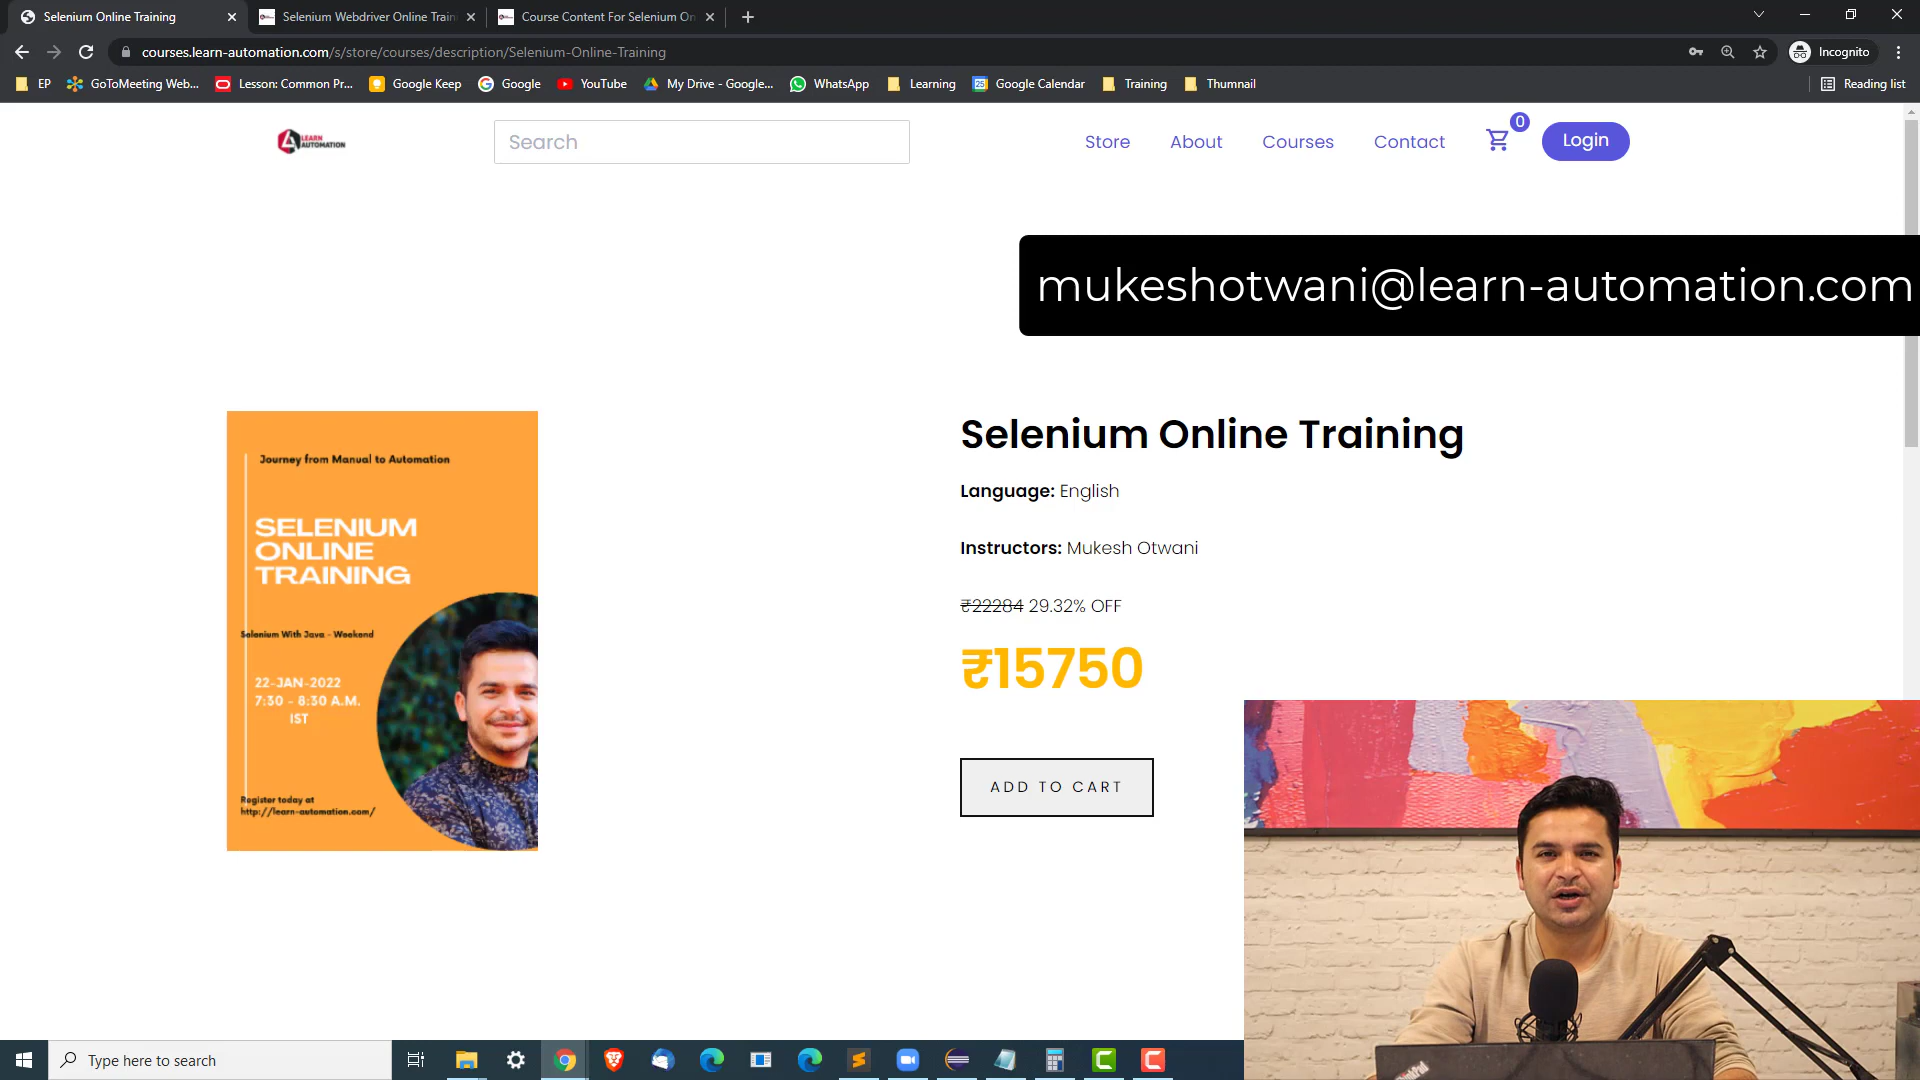 Selenium Online Training
Selenium Webdriver Online Traini
Course Content For Selenium On
courses.learn-automation.com/s/store/courses/description/Selenium-Online-Training
Incognito
EP
GoToMeeting Web...
Lesson: Common Pr...
Google Keep
Google
YouTube
My Drive - Google...
WhatsApp
Learning
Google Calendar
Training
Thumnail
Reading list
LEARN
AUTOMATION
Search
Store
About
Courses
Contact
0
Login
mukeshotwani@learn-automation.com
Journey from Manual to Automation
SELENIUM
ONLINE
TRAINING
Selenium With Java - Weekend
22-JAN-2022
7:30 - 8:30 A.M.
IST
Register today at
http://learn-automation.com/
Selenium Online Training
Language: English
Instructors: Mukesh Otwani
₹22284 29.32% OFF
₹15750
ADD TO CART
Type here to search